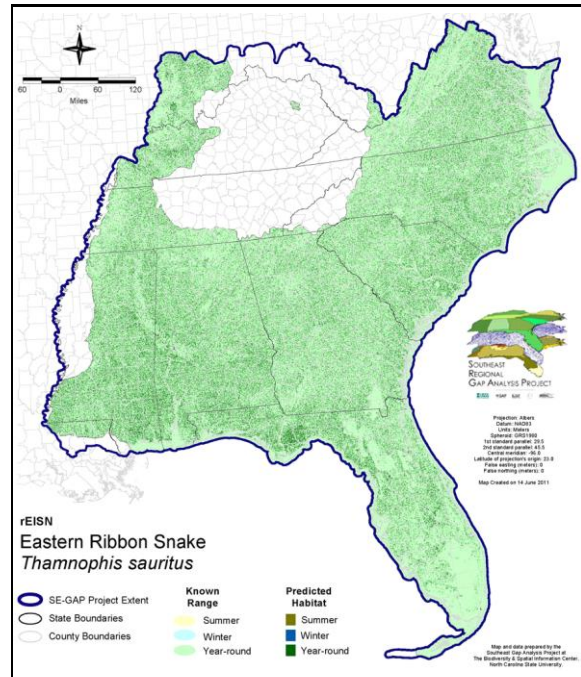 N
60 0 120
Miles
SOUTHEAST
REGIONAL
GAP ANALYSIS PROJECT
Projection: Albers
Datum: NAD83
Units: Meters
Spheroid: GRS1980
1st standard parallel: 29.5
2nd standard parallel: 45.5
Central meridian: -96.0
Latitude of projection's origin: 23.0
False easting (meters): 0
False northing (meters): 0
Map Created on 14 June 2011
rEISN
Eastern Ribbon Snake
Thamnophis sauritus
SE-GAP Project Extent
State Boundaries
County Boundaries
Known
Range
Summer
Winter
Year-round
Predicted
Habitat
Summer
Winter
Year-round
Map and data prepared by the
Southeast Gap Analysis Project at
The Biodiversity & Spatial Information Center,
North Carolina State University.